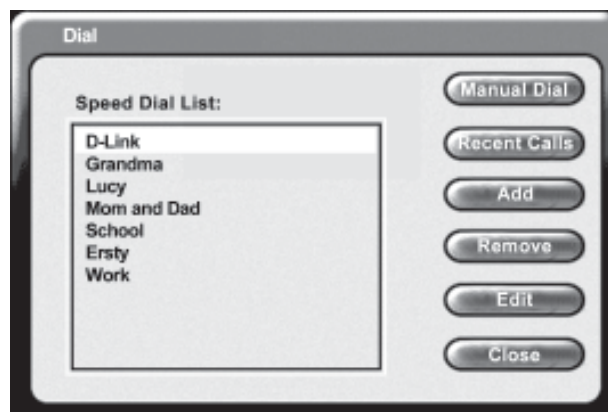 Dial
Speed Dial List:
D-Link
Grandma
Lucy
Mom and Dad
School
Ersty
Work
Manual Dial
Recent Calls
Add
Remove
Edit
Close